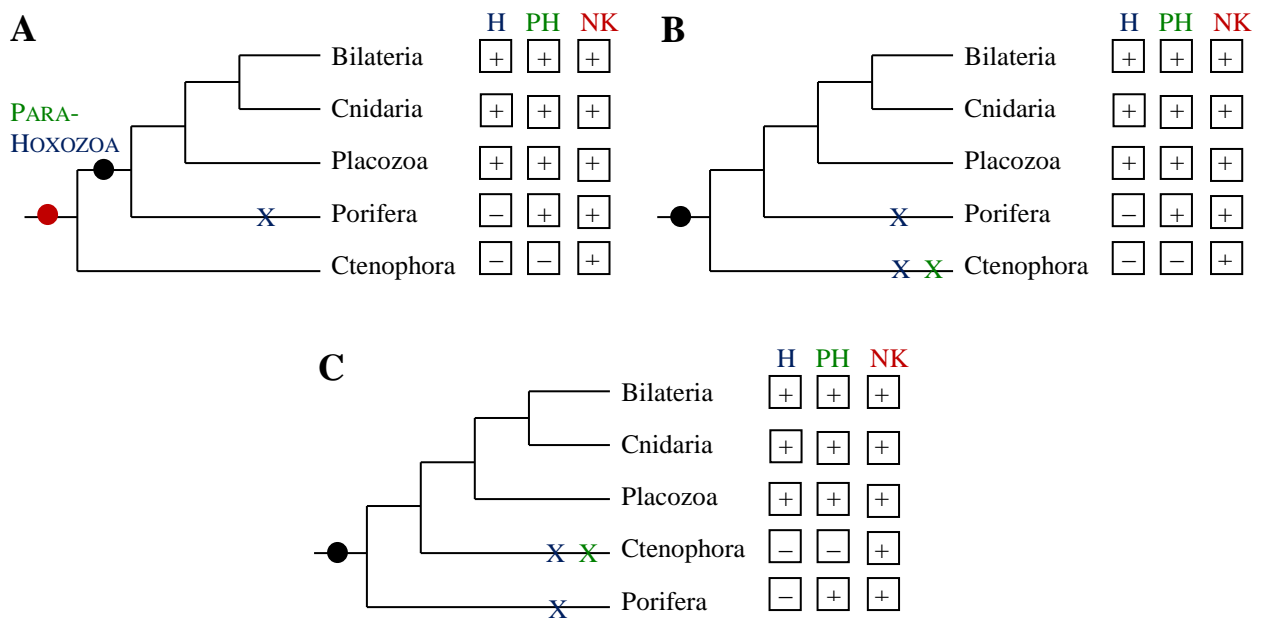 A
H PH NK
Bilateria + + +
Cnidaria + + +
PARA-
HOXOZOA
Placozoa + + +
X Porifera – + +
Ctenophora – – +
B
H PH NK
Bilateria + + +
Cnidaria + + +
Placozoa + + +
X Porifera – + +
X X Ctenophora – – +
C
H PH NK
Bilateria + + +
Cnidaria + + +
Placozoa + + +
X X Ctenophora – – +
X Porifera – + +